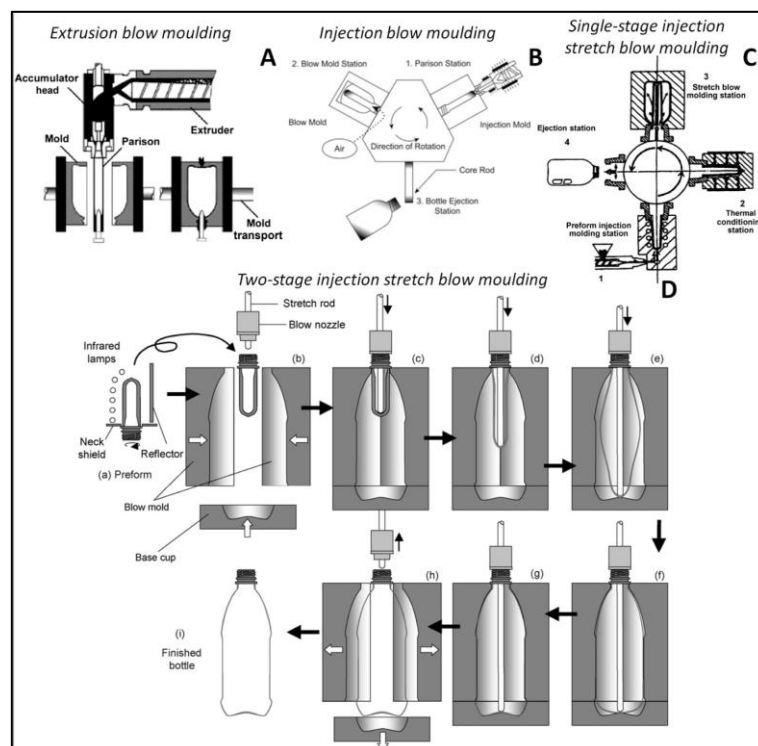 Extrusion blow moulding
A
Accumulator
head
Extruder
Mold
Parison
Mold
transport
Injection blow moulding
B
2. Blow Mold Station
1. Parison Station
Blow Mold
Injection Mold
Air
Direction of Rotation
Core Rod
3. Bottle Ejection
Station
Single-stage injection
stretch blow moulding
C
3
Stretch blow
molding station
Ejection station
4
2
Thermal
conditioning
station
Preform injection
molding station
1
D
Two-stage injection stretch blow moulding
Stretch rod
Blow nozzle
Infrared
lamps
(b)
(c)
(d)
(e)
Neck
shield
Reflector
(a) Preform
Blow mold
Base cup
(h)
(g)
(f)
(i)
Finished
bottle